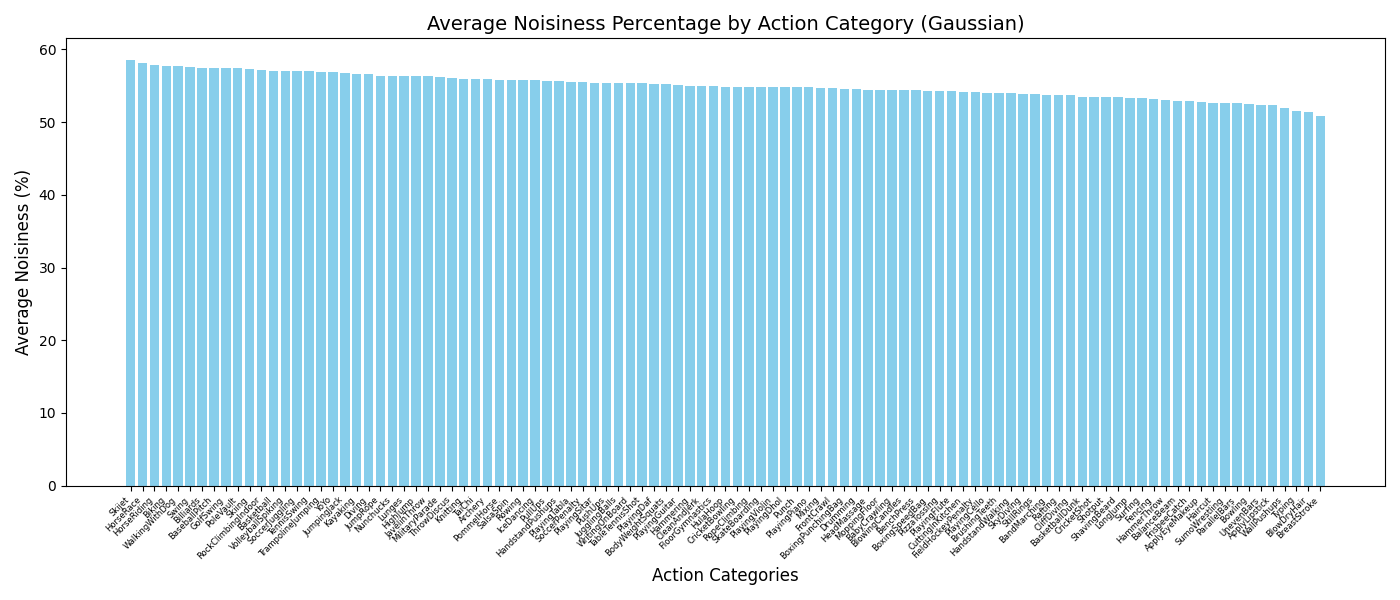 Average Noisiness Percentage by Action Category (Gaussian)
Average Noisiness (%)
60
50
40
30
20
10
0
Skijet
HorseRace
HorseRiding
Biking
WalkingWithDog
Swing
Billiards
BaseballPitch
GolfSwing
PoleVault
Skiing
RockClimbingIndoor
Basketball
VolleyballSpiking
SoccerJuggling
TennisSwing
TrampolineJumping
YoYo
JumpingJack
Kayaking
Diving
JumpRope
Nunchucks
Lunges
HighJump
JavelinThrow
MilitaryParade
ThrowDiscus
Knitting
TaiChi
Archery
PommelHorse
SalsaSpin
Rowing
IceDancing
PullUps
HandstandPushups
PlayingTabla
SoccerPenalty
PlayingSitar
PushUps
JugglingBalls
WritingOnBoard
TableTennisShot
PlayingDaf
BodyWeightSquats
PlayingGuitar
Hammering
CleanAndJerk
FloorGymnastics
HulaHoop
CricketBowling
RopeClimbing
SkateBoarding
PlayingViolin
PlayingDhol
Punch
PlayingPiano
Mixing
FrontCrawl
BoxingPunchingBag
Drumming
HeadMassage
MoppingFloor
BabyCrawling
BlowingCandles
BenchPress
BoxingSpeedBag
PizzaTossing
PlayingFlute
CuttingInKitchen
FieldHockeyPenalty
PlayingCello
BrushingTeeth
HandstandWalking
Rafting
StillRings
BandMarching
CliffDiving
BasketballDunk
CricketShot
Shotput
ShavingBeard
LongJump
Surfing
Fencing
HammerThrow
BalanceBeam
FrisbeeCatch
ApplyEyeMakeup
Haircut
SumoWrestling
ParallelBars
Bowling
UnevenBars
ApplyLipstick
WallPushups
Typing
BlowDryHair
BreastStroke
Action Categories